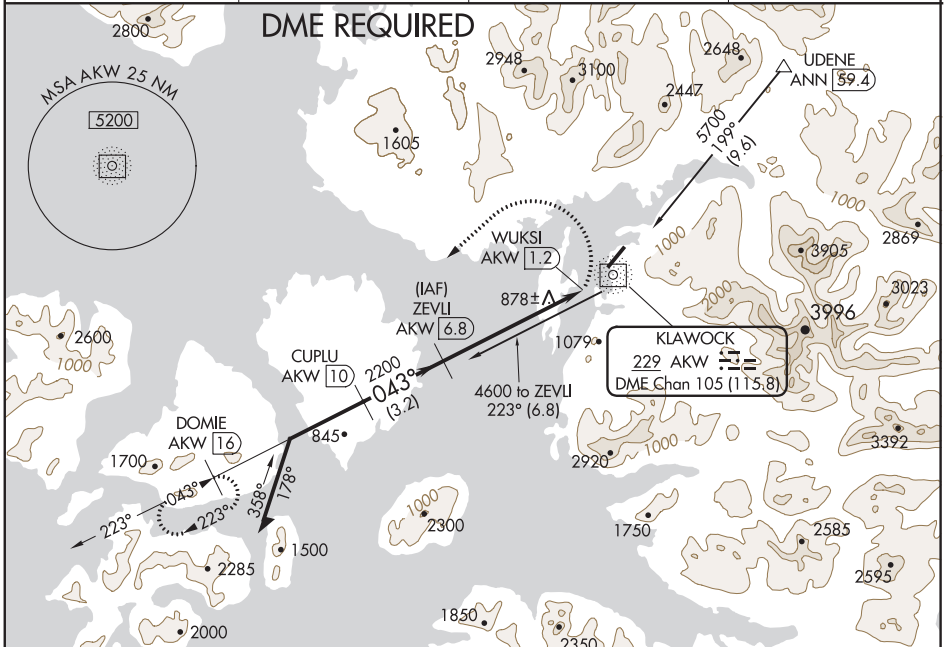 DME REQUIRED
2800
MSA AKW 25 NM
5200
2948
3100
2648
2447
1605
UDENE
ANN 59.4
5700
199°
(9.6)
1000
2869
3905
3023
2000
3996
1000
WUKSI
AKW 1.2
878±
(IAF)
ZEVLI
AKW 6.8
1079
KLAWOCK
229 AKW
DME Chan 105 (115.8)
2600
1000
CUPLU
AKW 10
2200
043°
(3.2)
4600 to ZEVLI
223° (6.8)
DOMIE
AKW 16
845
1700
043°
223°
223°
358°
178°
2920
1000
3392
1000
2300
1750
2585
2595
1500
2285
2000
1850
2350